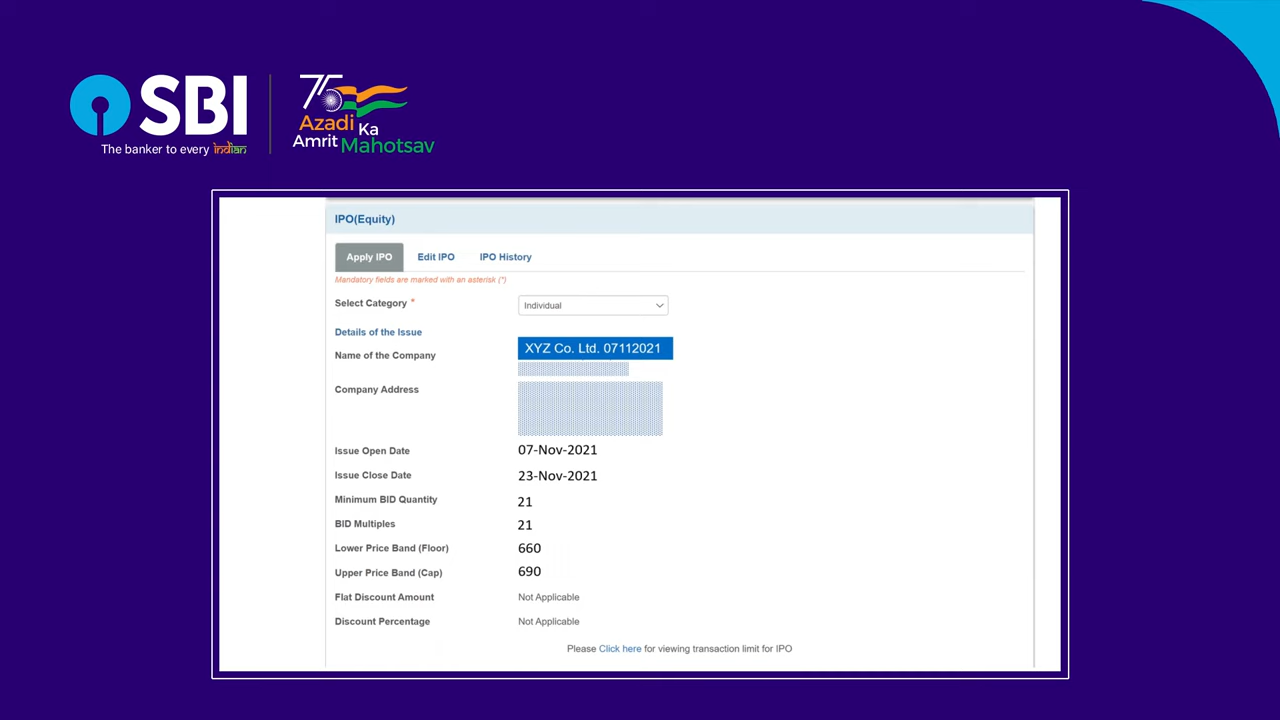 SBI
The banker to every indian
75
Azadi Ka
Amrit Mahotsav
IPO(Equity)
Apply IPO Edit IPO IPO History
Mandatory fields are marked with an asterisk (*)
Select Category * Individual
Details of the Issue
Name of the Company XYZ Co. Ltd. 07112021
Company Address
Issue Open Date 07-Nov-2021
Issue Close Date 23-Nov-2021
Minimum BID Quantity 21
BID Multiples 21
Lower Price Band (Floor) 660
Upper Price Band (Cap) 690
Flat Discount Amount Not Applicable
Discount Percentage Not Applicable
Please Click here for viewing transaction limit for IPO